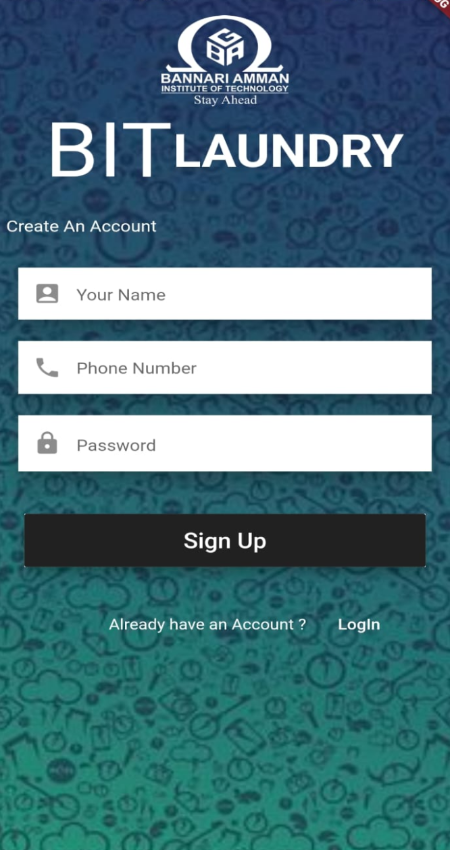 BANNARI AMMAN
INSTITUTE OF TECHNOLOGY
Stay Ahead
BIT LAUNDRY
Create An Account
Your Name
Phone Number
Password
Sign Up
Already have an Account ? LogIn